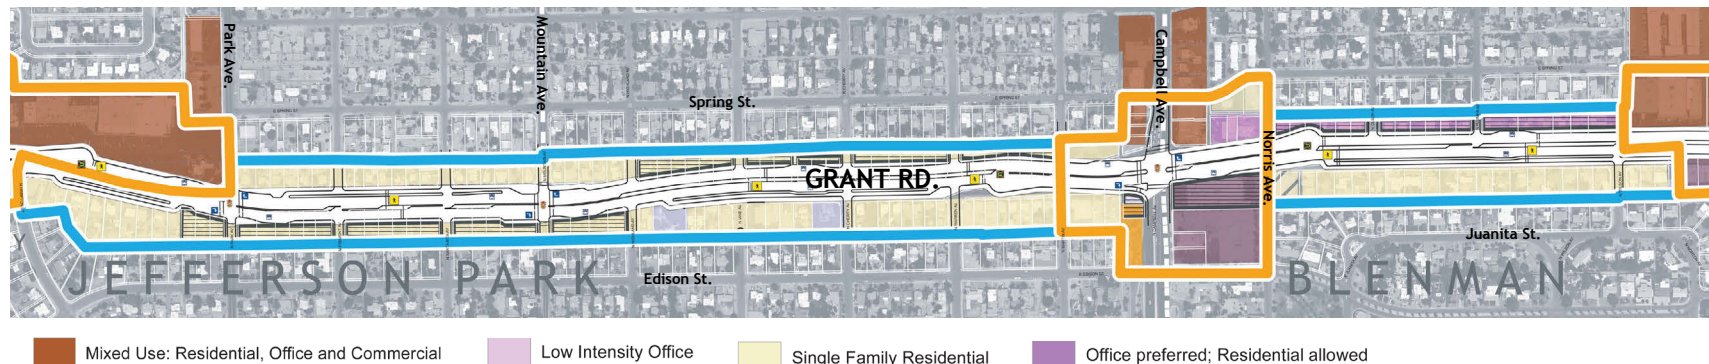 Park Ave.
Mountain Ave.
Campbell Ave.
Spring St.
Norris Ave.
GRANT RD.
Juanita St.
JEFFERSON PARK
Edison St.
BLENMAN
Mixed Use: Residential, Office and Commercial
Low Intensity Office
Single Family Residential
Office preferred; Residential allowed